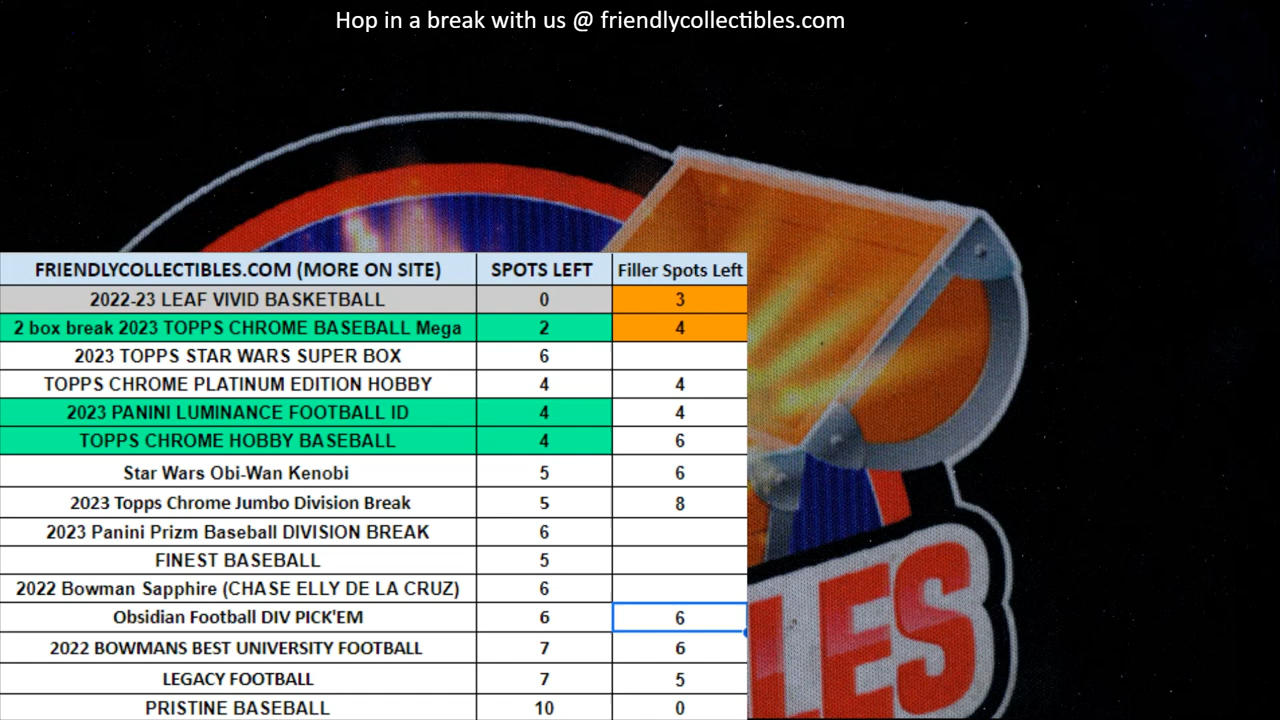 Hop in a break with us @ friendlycollectibles.com
FRIENDLYCOLLECTIBLES.COM (MORE ON SITE) SPOTS LEFT Filler Spots Left
2022-23 LEAF VIVID BASKETBALL 0 3
2 box break 2023 TOPPS CHROME BASEBALL Mega 2 4
2023 TOPPS STAR WARS SUPER BOX 6
TOPPS CHROME PLATINUM EDITION HOBBY 4 4
2023 PANINI LUMINANCE FOOTBALL ID 4 4
TOPPS CHROME HOBBY BASEBALL 4 6
Star Wars Obi-Wan Kenobi 5 6
2023 Topps Chrome Jumbo Division Break 5 8
2023 Panini Prizm Baseball DIVISION BREAK 6
FINEST BASEBALL 5
2022 Bowman Sapphire (CHASE ELLY DE LA CRUZ) 6
Obsidian Football DIV PICK'EM 6 6
2022 BOWMANS BEST UNIVERSITY FOOTBALL 7 6
LEGACY FOOTBALL 7 5
PRISTINE BASEBALL 10 0
LES